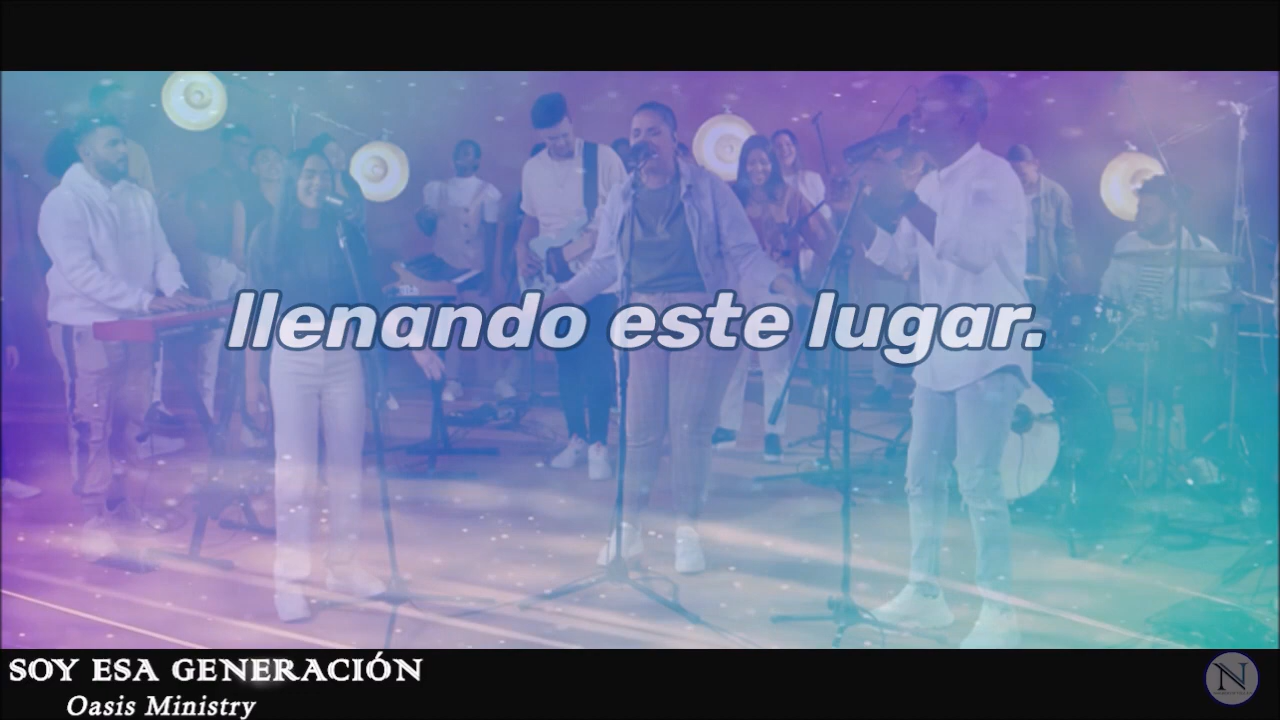 llenando este lugar.
SOY ESA GENERACIÓN
Oasis Ministry
N